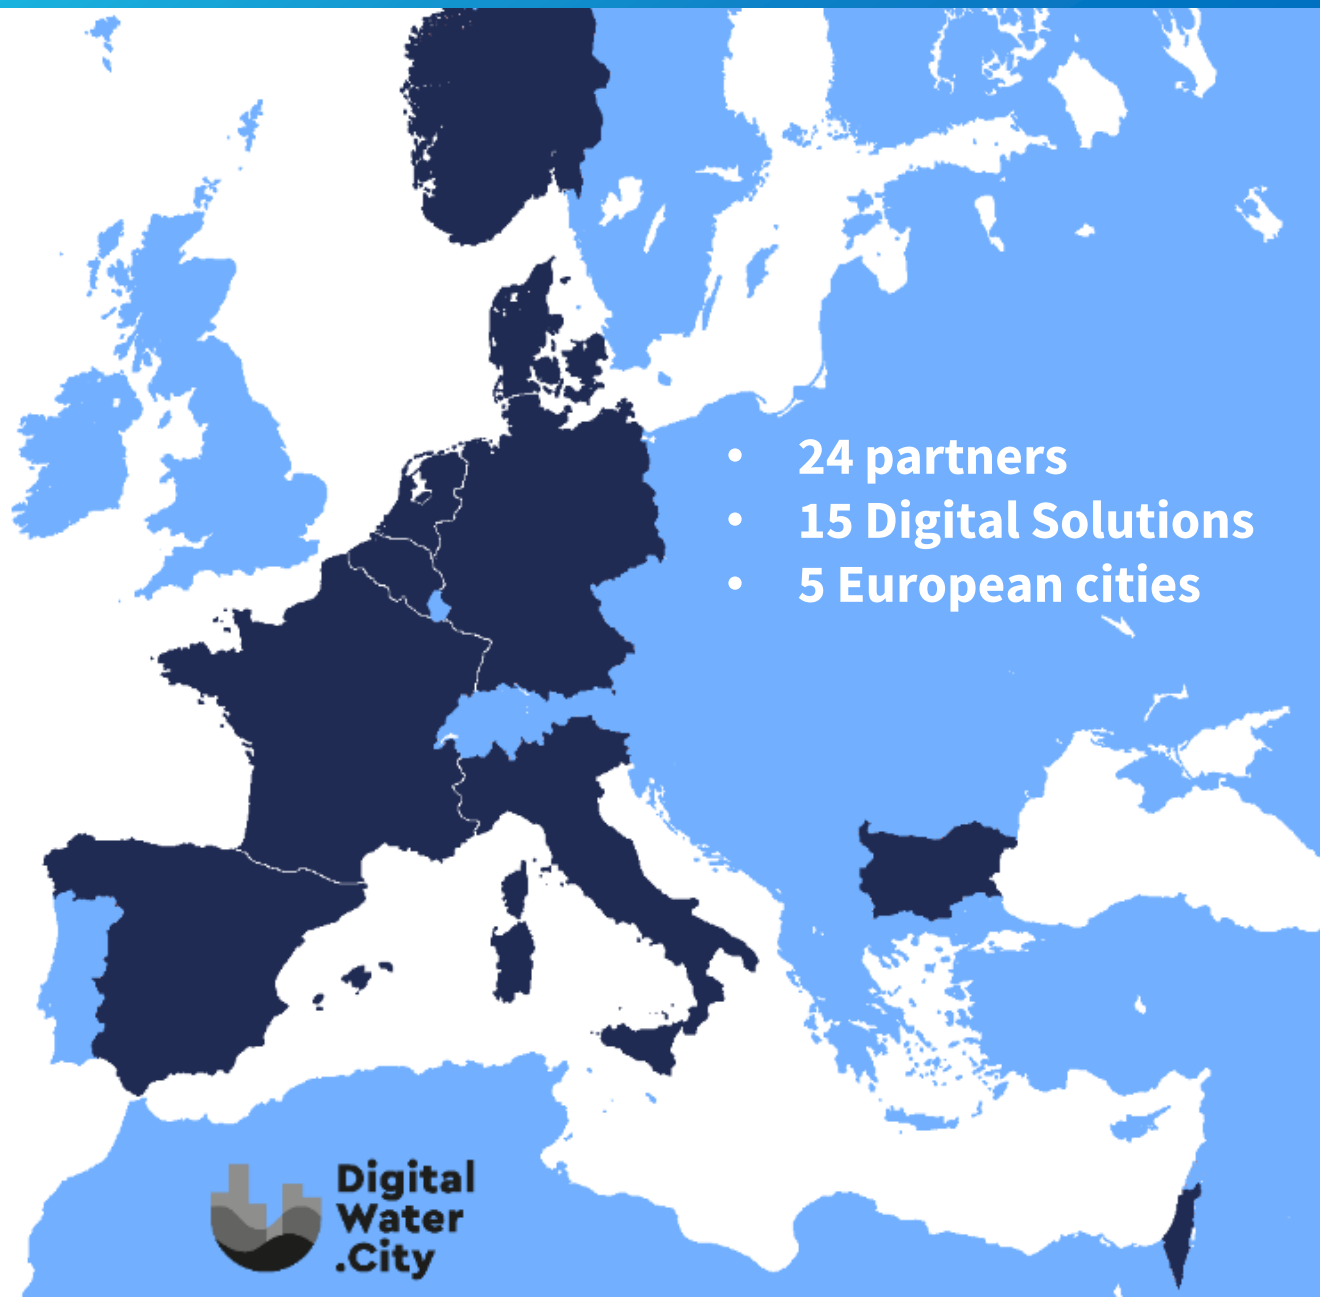 • 24 partners
• 15 Digital Solutions
• 5 European cities
Digital
Water
.City